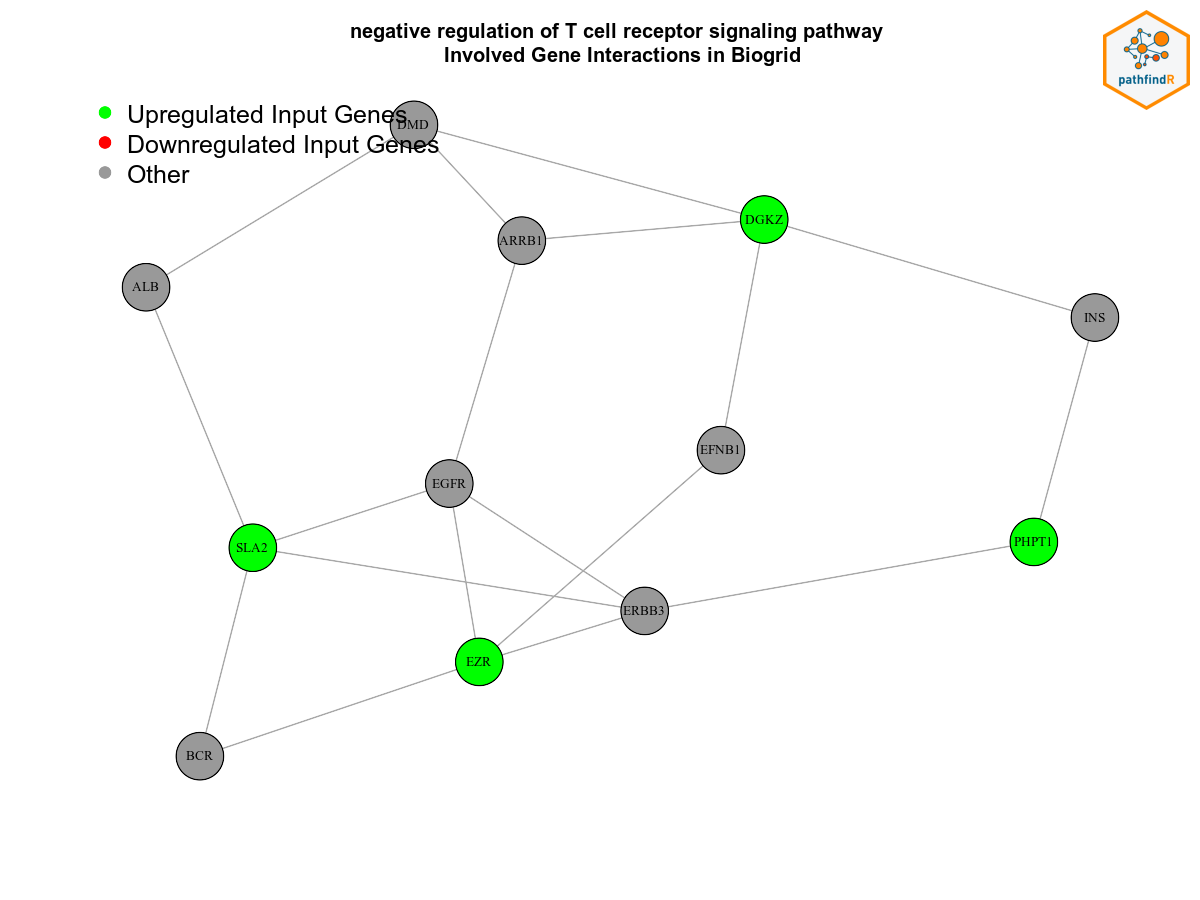 negative regulation of T cell receptor signaling pathway
Involved Gene Interactions in Biogrid
pathfindR
Upregulated Input Genes
DMD
Downregulated Input Genes
Other
DGKZ
ARRB1
ALB
INS
EFNB1
EGFR
SLA2
PHPT1
ERBB3
EZR
BCR